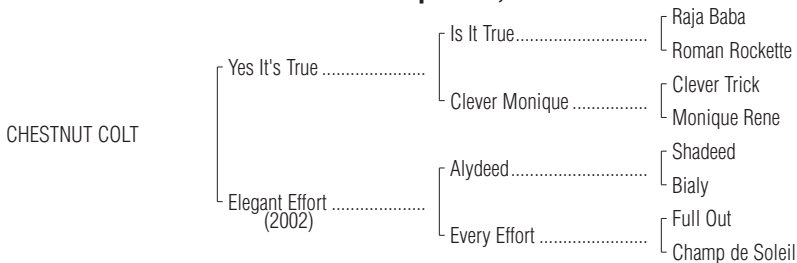 Raja Baba
Is It True
Roman Rockette
Yes It's True
Clever Trick
Clever Monique
Monique Rene
CHESTNUT COLT
Shadeed
Alydeed
Bialy
Elegant Effort
(2002)
Full Out
Every Effort
Champ de Soleil